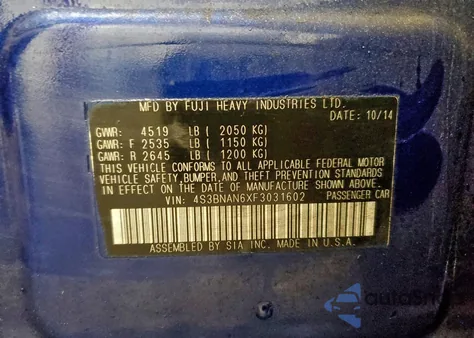 MFD BY FUJI HEAVY INDUSTRIES LTD.
DATE: 10/14
GVWR: 4519 LB ( 2050 KG)
GAWR: F 2535 LB ( 1150 KG)
GAWR: R 2645 LB ( 1200 KG)
THIS VEHICLE CONFORMS TO ALL APPLICABLE FEDERAL MOTOR
VEHICLE SAFETY, BUMPER, AND THEFT PREVENTION STANDARDS
IN EFFECT ON THE DATE OF MANUFACTURE SHOWN ABOVE.
VIN: 4S3BNAN6XF3031602 PASSENGER CAR
ASSEMBLED BY SIA INC. MADE IN U.S.A.